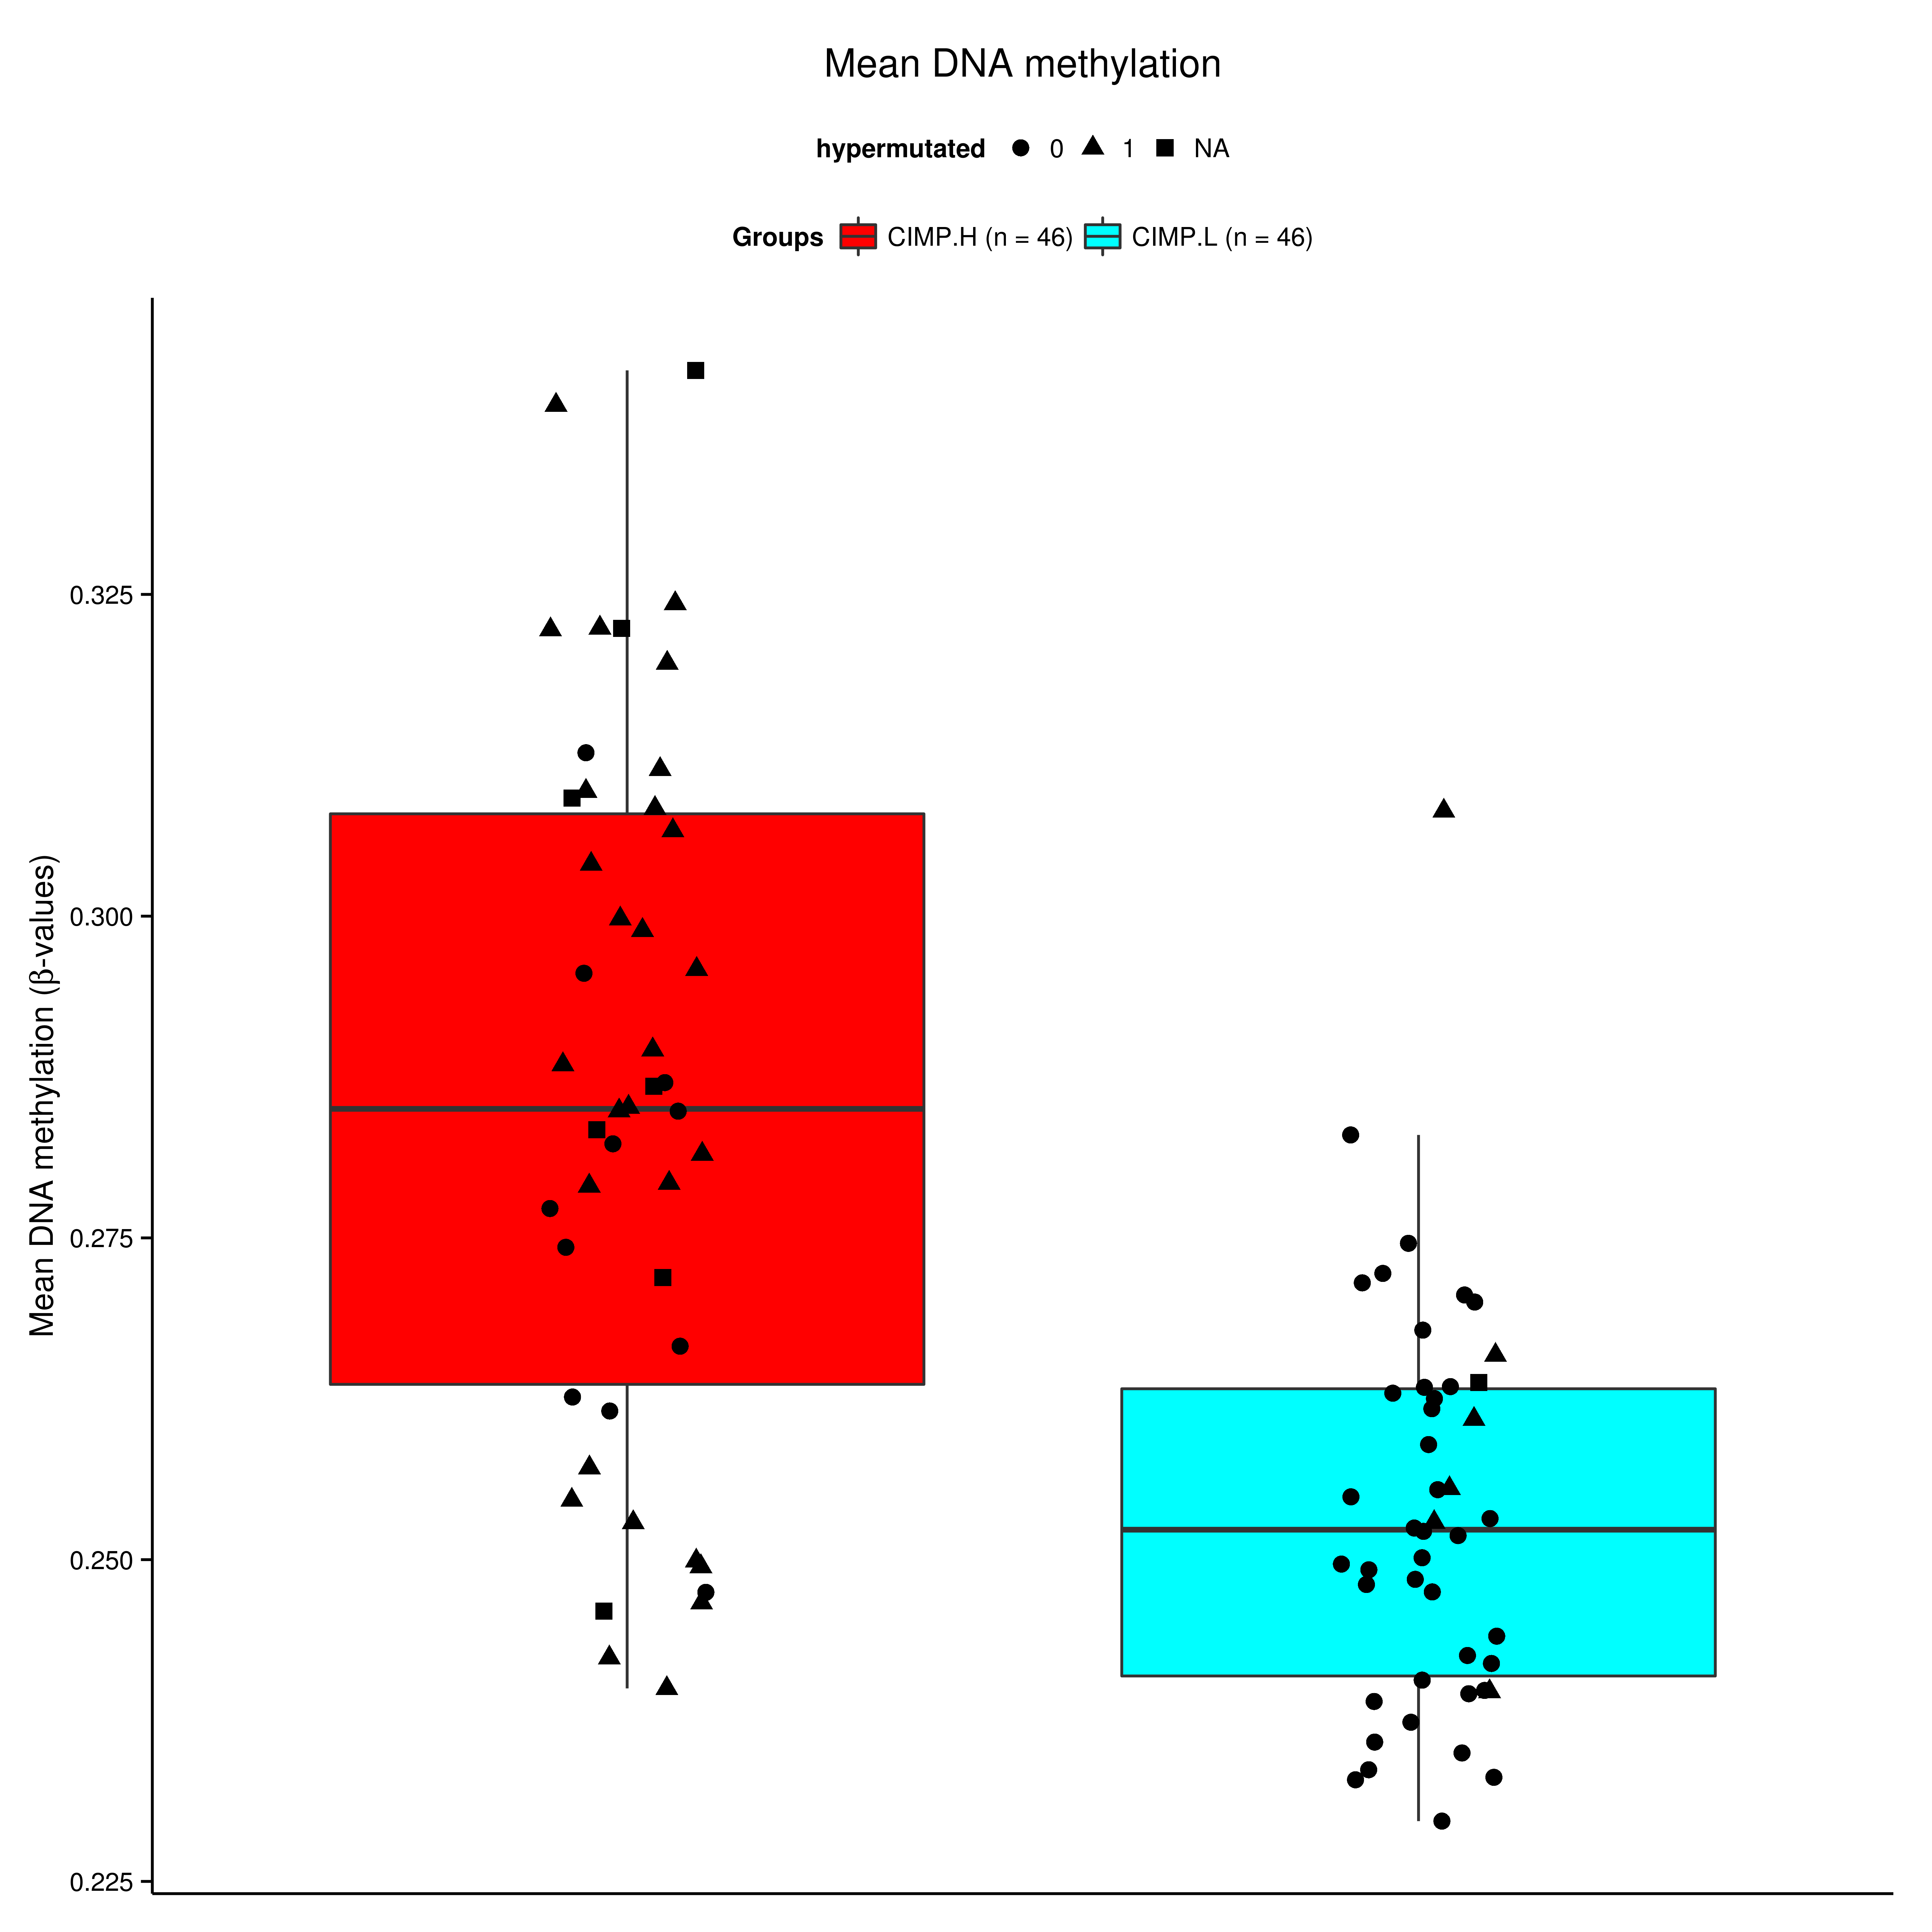 Mean DNA methylation
hypermutated 0 1 NA
Groups CIMP.H (n = 46) CIMP.L (n = 46)
Mean DNA methylation (β-values)
0.325
0.300
0.275
0.250
0.225